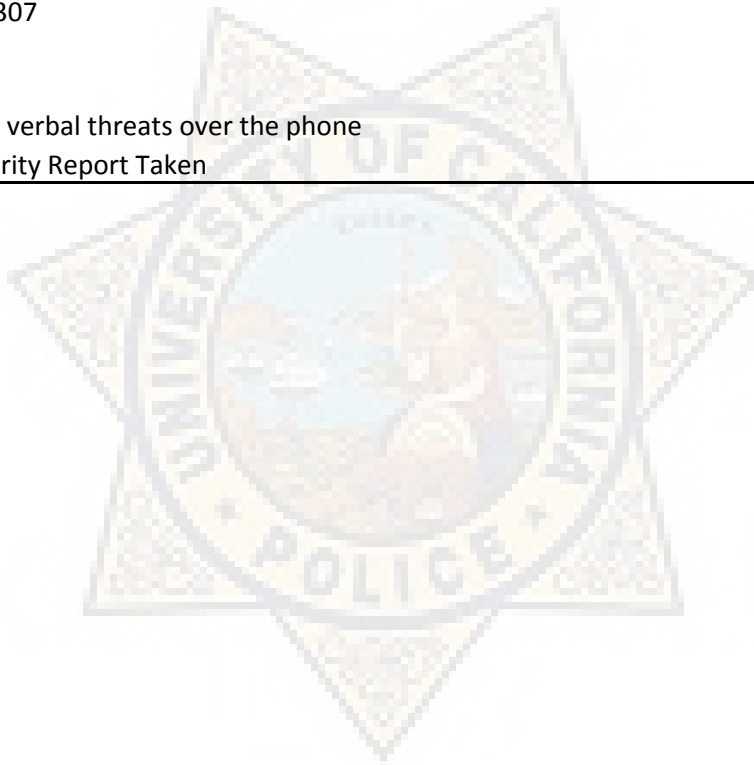 307
verbal threats over the phone
rity Report Taken
UNIVERSITY OF CALIFORNIA
POLICE